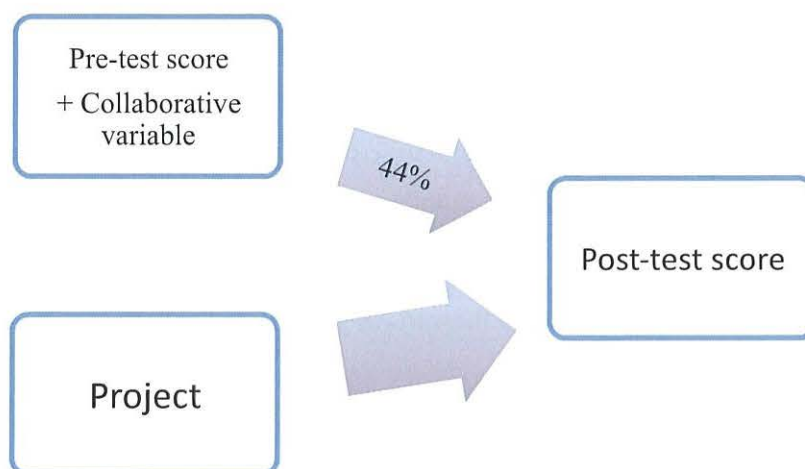 Pre-test score
+ Collaborative
variable
44%
Post-test score
Project